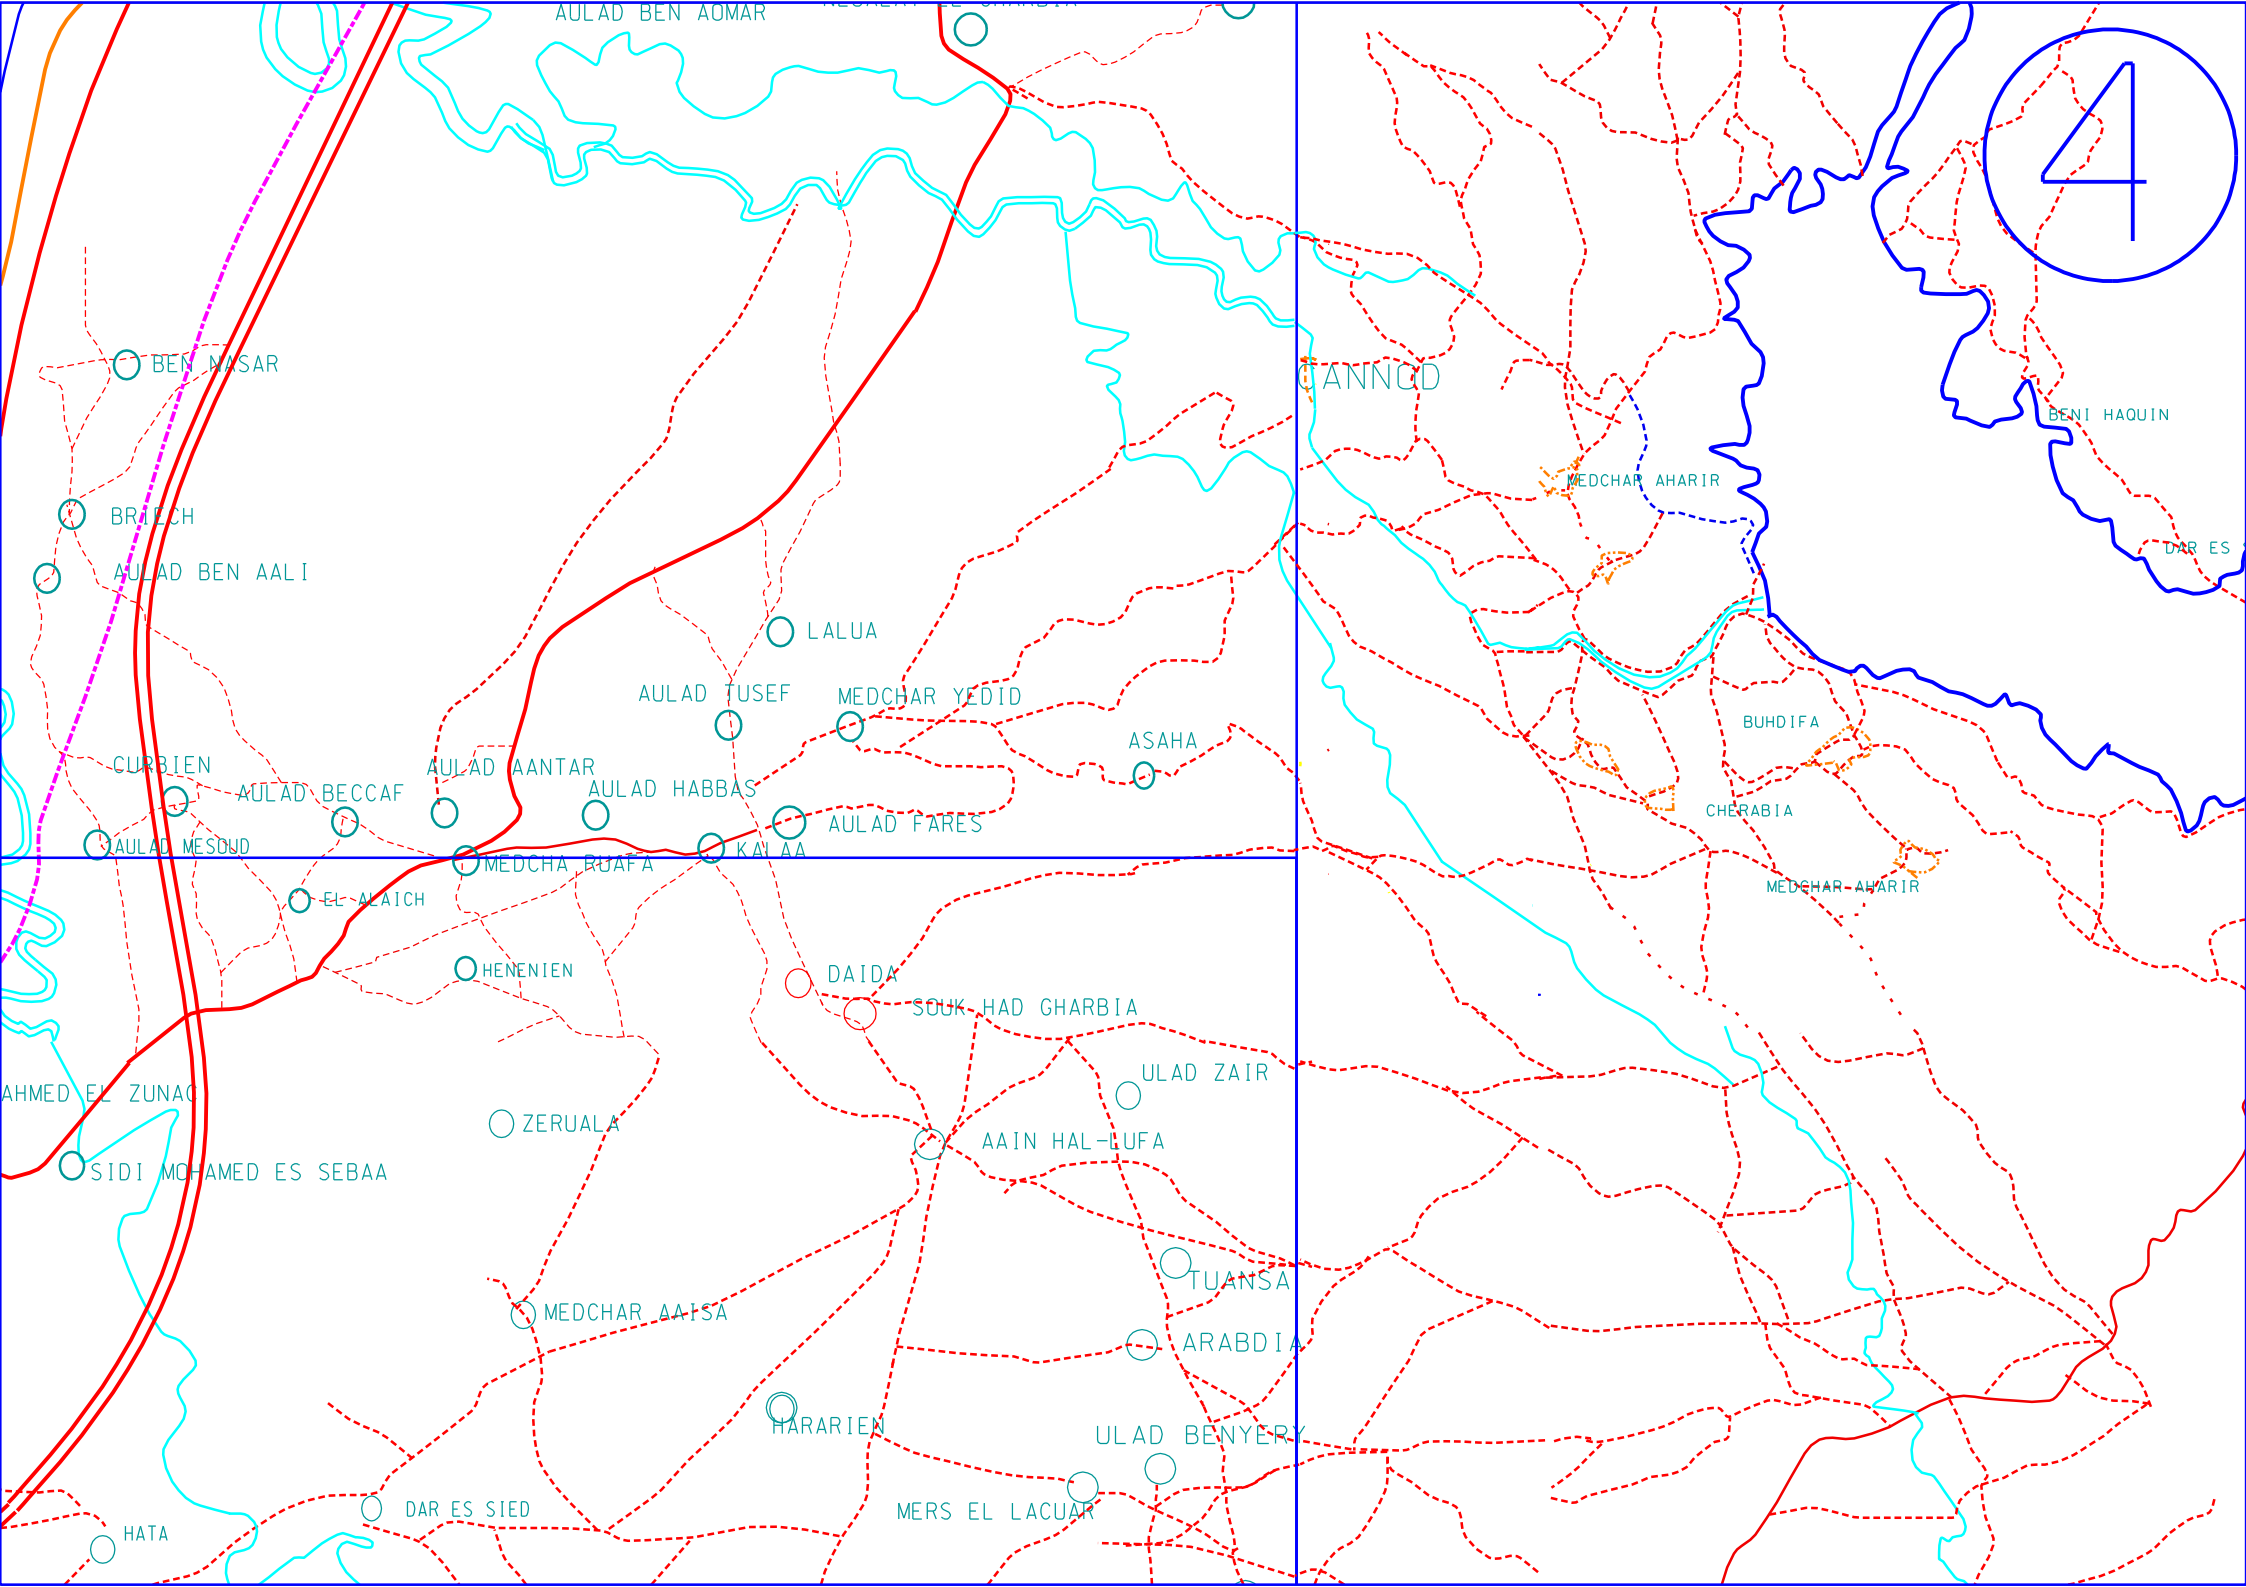 AULAD BEN AOMAR
4
BEN NASAR
ANNOD
BENI HAQUIN
MEDCHAR AHARIR
BRIECH
DAR ES
AULAD BEN AALI
LALUA
AULAD TUSEF
MEDCHAR YEDID
BUHDIFA
ASAHA
CURBIEN
AULAD AANTAR
AULAD BECCAF
AULAD HABBAS
CHERABIA
AULAD FARES
AULAD MESOUD
KALAA
MEDCHA RUAFA
MEDCHAR AHARIR
EL ALAICH
HENENIEN
DAIDA
SOUK HAD GHARBIA
ULAD ZAIR
AHMED EL ZUNAC
ZERUALA
AAIN HAL-LUFA
SIDI MOHAMED ES SEBAA
TUANSA
MEDCHAR AAISA
ARABDIA
HARARIEN
ULAD BENYERY
DAR ES SIED
MERS EL LACUAR
HATA